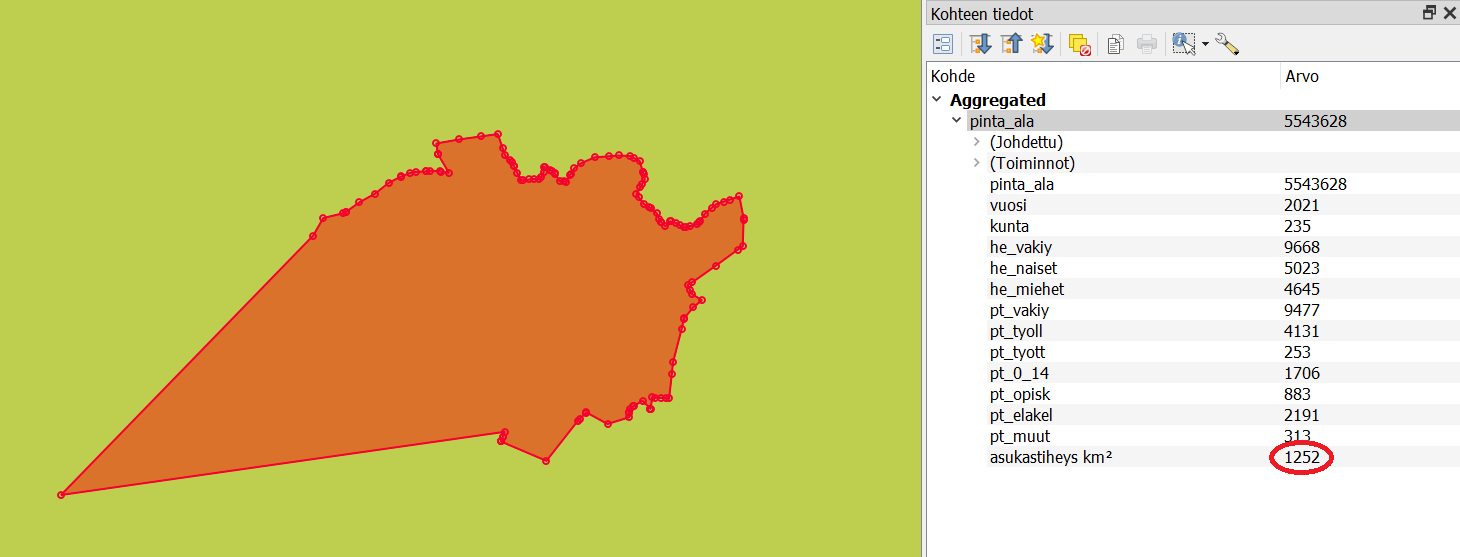 Kohteen tiedot
Kohde Arvo
Aggregated
pinta_ala 5543628
(Johdettu)
(Toiminnot)
pinta_ala 5543628
vuosi 2021
kunta 235
he_vakiy 9668
he_naiset 5023
he_miehet 4645
pt_vakiy 9477
pt_tyoll 4131
pt_tyott 253
pt_0_14 1706
pt_opisk 883
pt_elakel 2191
pt_muut 313
asukastiheys km² 1252